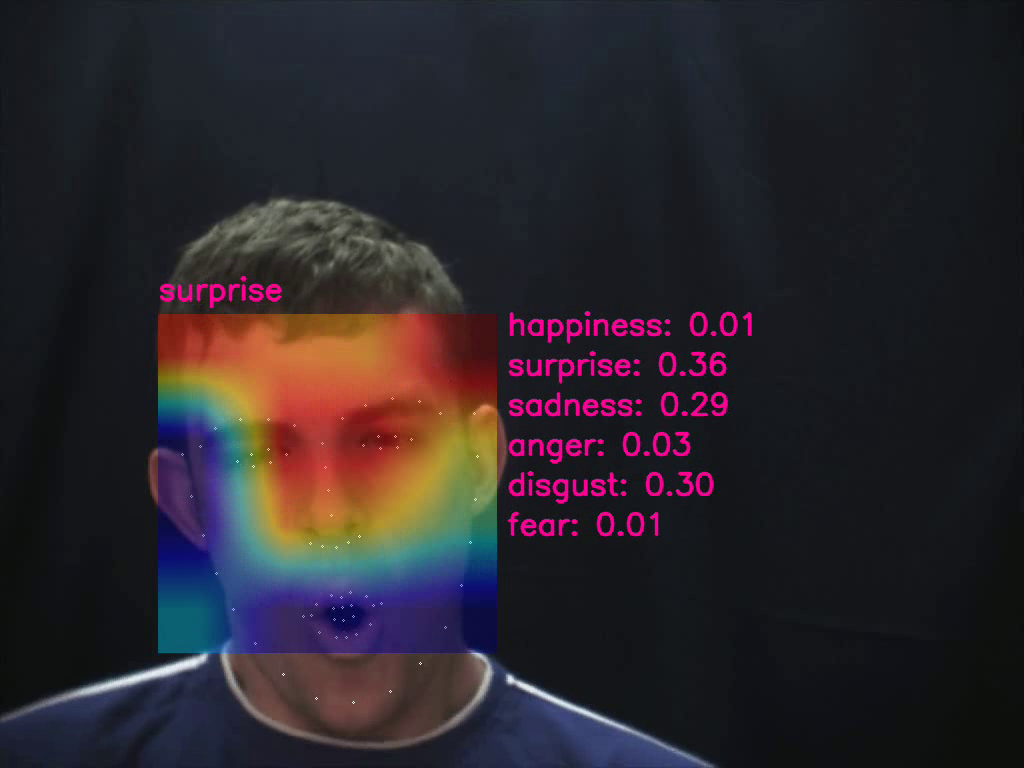 surprise
happiness: 0.01
surprise: 0.36
sadness: 0.29
anger: 0.03
disgust: 0.30
fear: 0.01